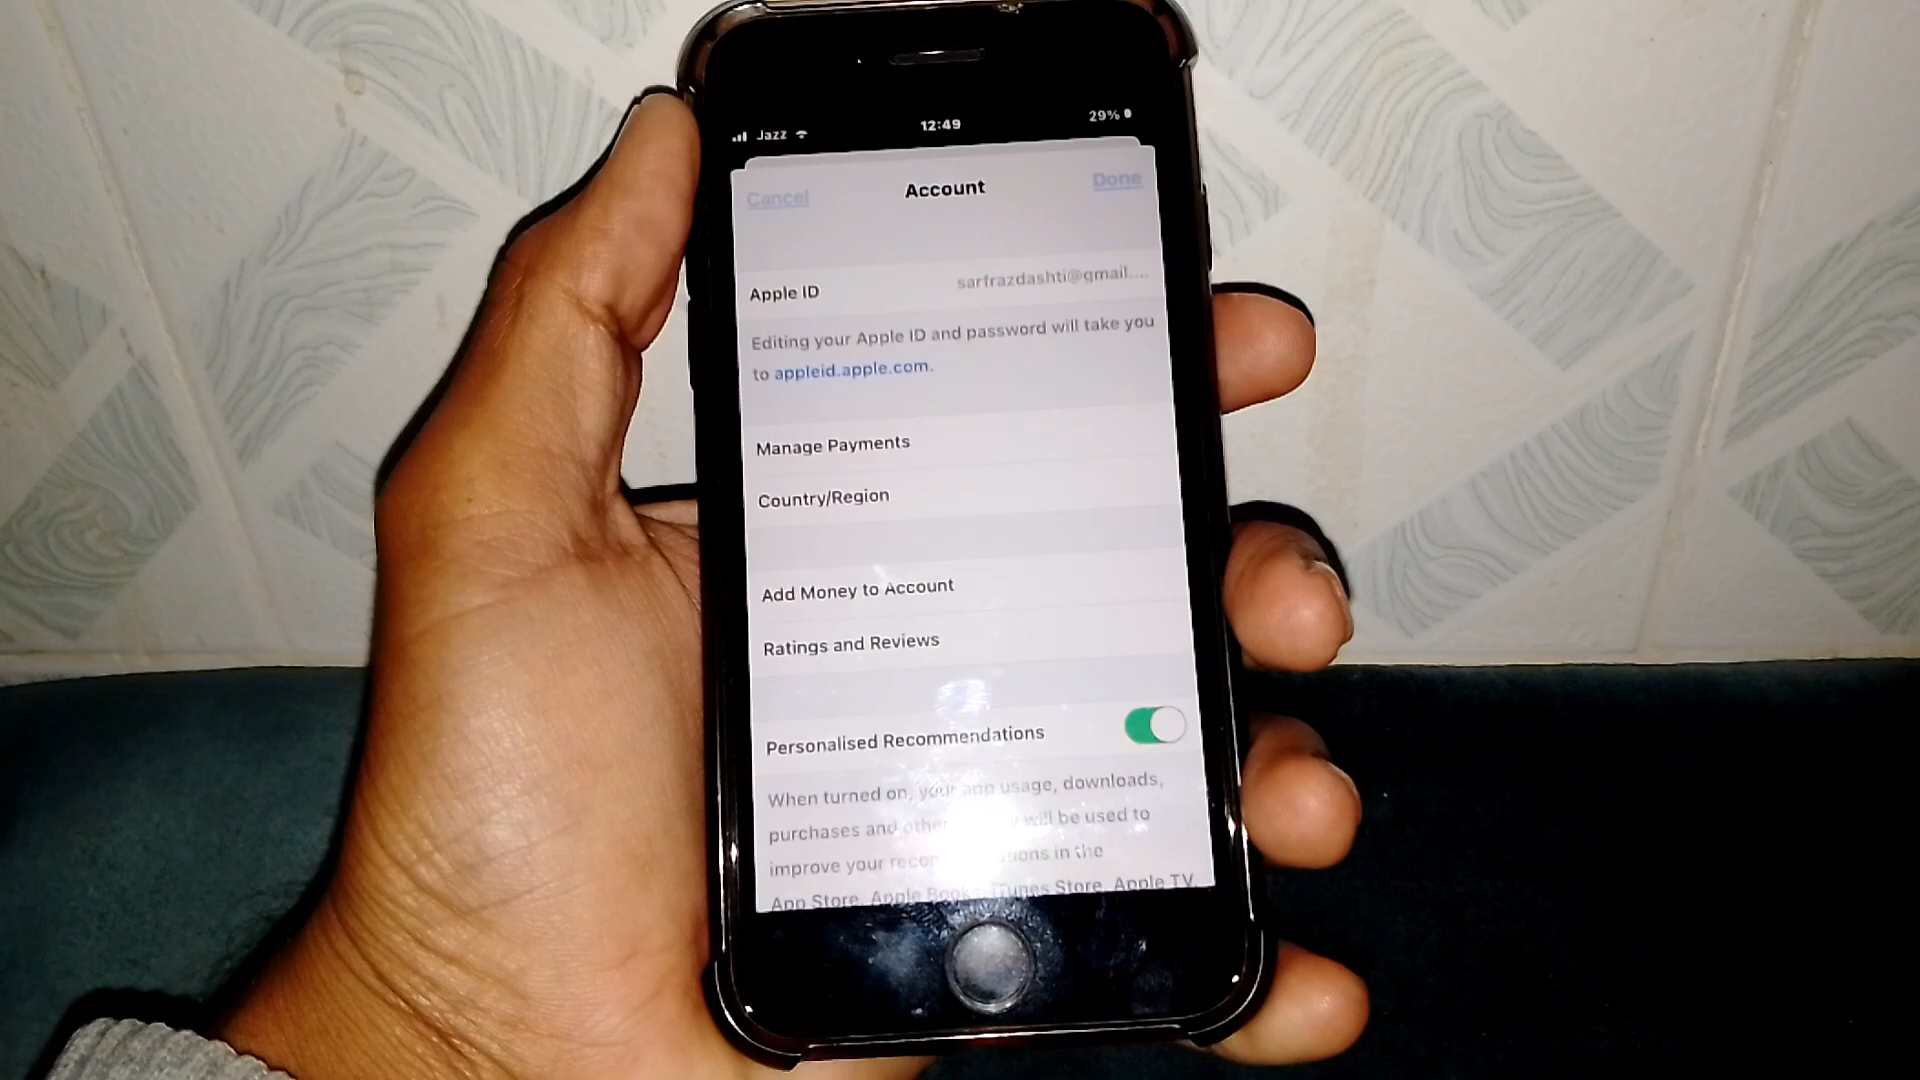 Jazz 12:49 29%
Cancel Account Done
Apple ID sarfrazdashti@gmail....
Editing your Apple ID and password will take you
to appleid.apple.com.
Manage Payments
Country/Region
Add Money to Account
Ratings and Reviews
Personalised Recommendations
When turned on, your app usage, downloads,
purchases and other will be used to
improve your in the
App Store, Apple Books, iTunes Store, Apple TV,